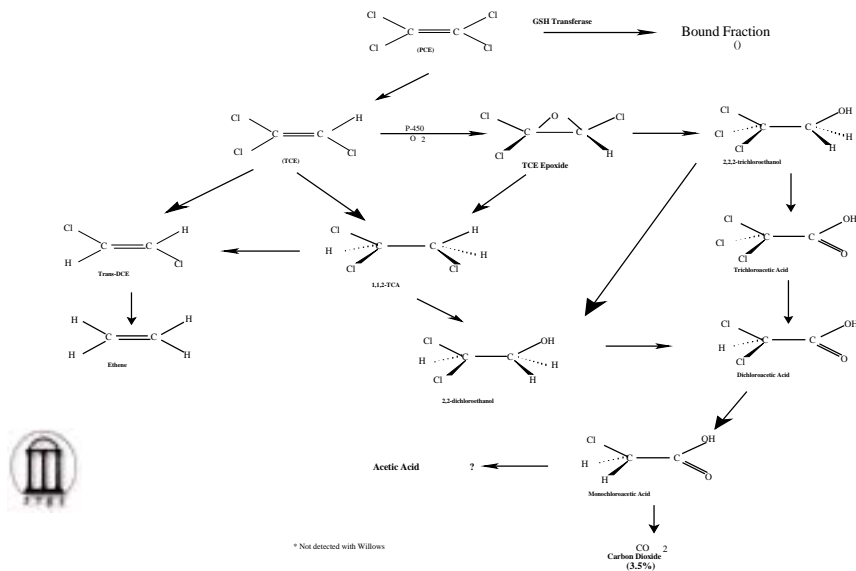 Cl Cl
GSH Transferase
C C
Bound Fraction
()
Cl Cl
(PCE)
H
Cl
P-450
O 2
O
Cl
Cl
OH
C C
C C
C C
Cl H
Cl Cl
Cl H
Cl H
(TCE)
TCE Epoxide
2,2,2-trichloroethanol
Cl H
C C
H Cl
Trans-DCE
Cl H
H C C H
Cl Cl
1,1,2-TCA
Cl OH
Cl C C
Cl O
Trichloroacetic Acid
H H
C C
H H
Ethene
Cl OH
H C C H
Cl H
2,2-dichloroethanol
Cl OH
H C C
Cl O
Dichloroacetic Acid
Acetic Acid ?
Cl OH
H C C
H O
Monochloroacetic Acid
* Not detected with Willows
CO 2
Carbon Dioxide
(3.5%)